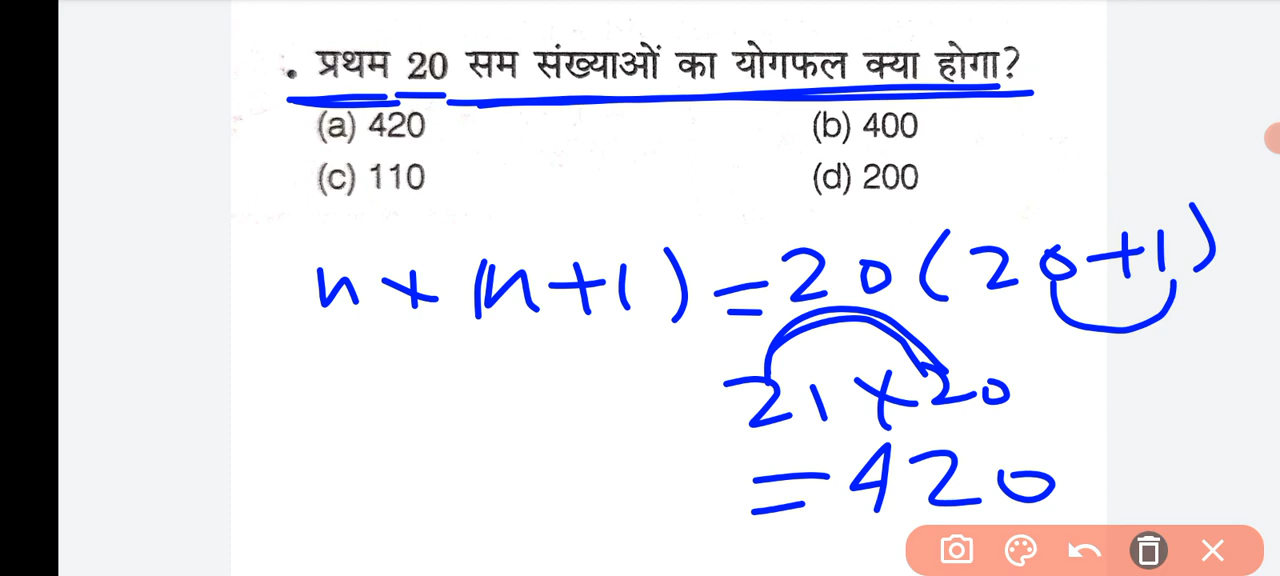 . प्रथम 20 सम संख्याओं का योगफल क्या होगा?
(a) 420 (b) 400
(c) 110 (d) 200
n × (n+1) = 20(20+1)
21×20
=420